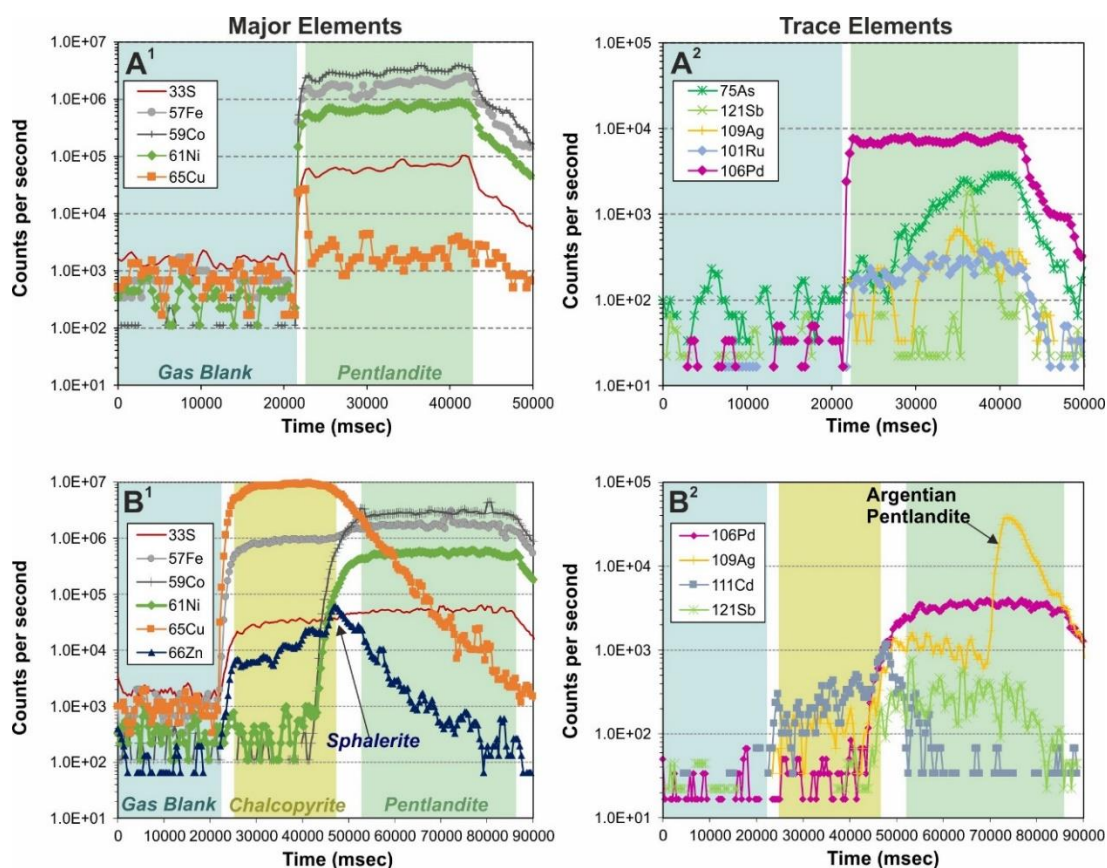 Major Elements
Trace Elements
A1
33S
57Fe
59Co
61Ni
65Cu
Counts per second
1.0E+07
1.0E+06
1.0E+05
1.0E+04
1.0E+03
1.0E+02
1.0E+01
Gas Blank
Pentlandite
0 10000 20000 30000 40000 50000
Time (msec)
A2
75As
121Sb
109Ag
101Ru
106Pd
Counts per second
1.0E+05
1.0E+04
1.0E+03
1.0E+02
1.0E+01
0 10000 20000 30000 40000 50000
Time (msec)
B1
33S
57Fe
59Co
61Ni
65Cu
66Zn
Counts per second
1.0E+07
1.0E+06
1.0E+05
1.0E+04
1.0E+03
1.0E+02
1.0E+01
Sphalerite
Gas Blank
Chalcopyrite
Pentlandite
0 10000 20000 30000 40000 50000 60000 70000 80000 90000
Time (msec)
B2
Argentian
Pentlandite
106Pd
109Ag
111Cd
121Sb
Counts per second
1.0E+05
1.0E+04
1.0E+03
1.0E+02
1.0E+01
0 10000 20000 30000 40000 50000 60000 70000 80000 90000
Time (msec)